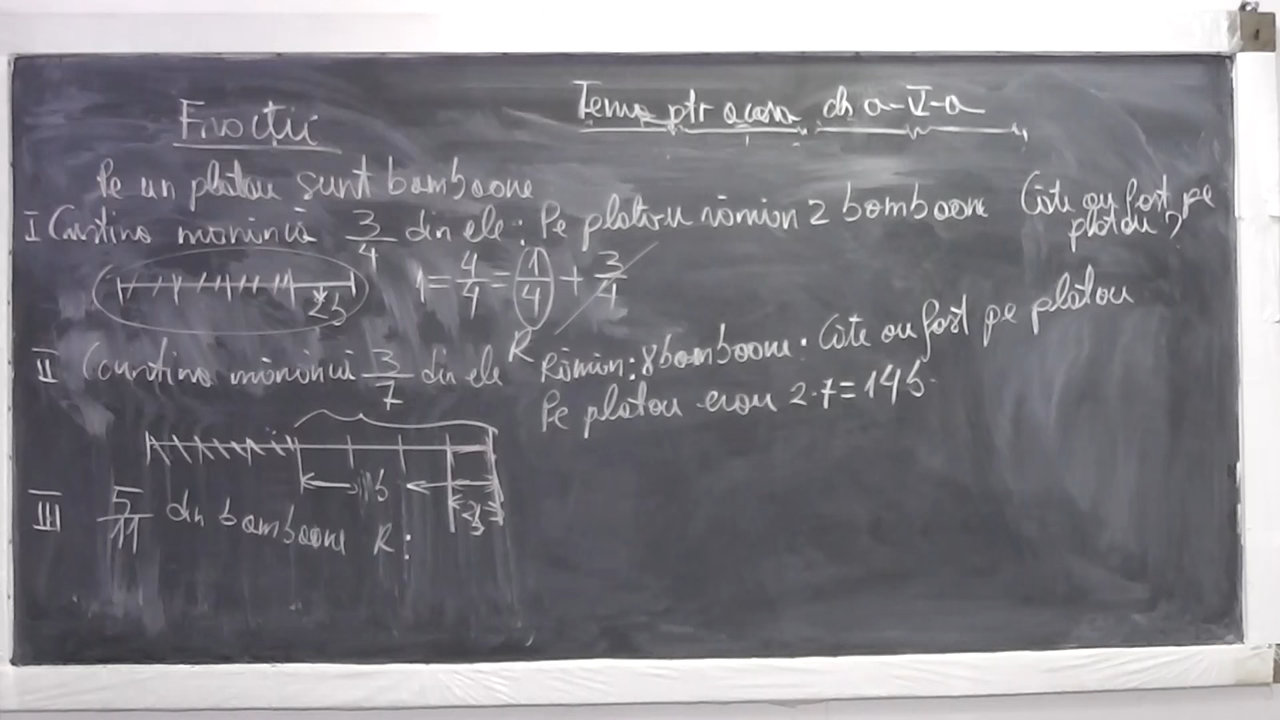 Fracții
Tema ptr acasa cls a-V-a
Pe un platou sunt bomboane
I Cristina mănâncă 3/4 din ele: Pe platou rămân 2 bomboane Câte au fost pe platou?
2b
1 = 4/4 = 1/4 + 3/4
R
II mănâncă 3/7 din ele Rămân: 8 bomboane. Câte au fost pe platou
Pe platou erau 2·7=14b.
2b
III 5/11 din bomboane R: